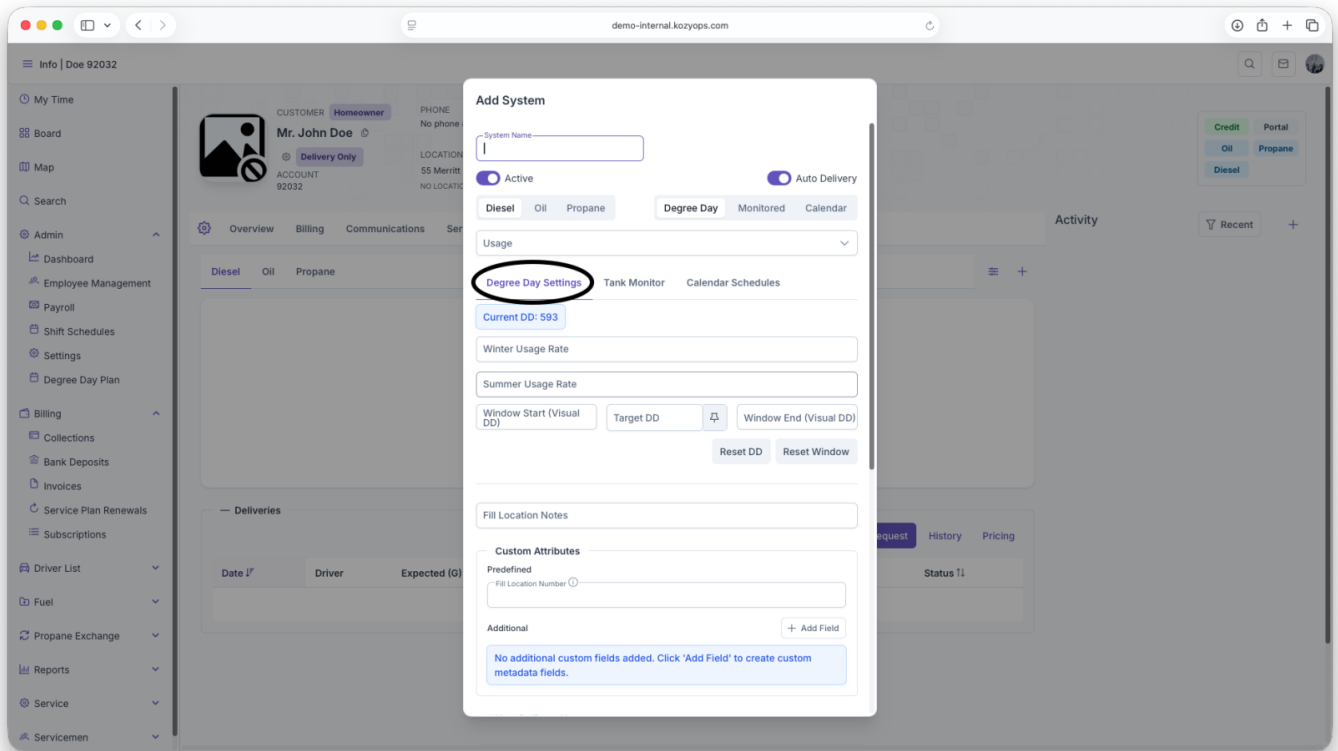 demo-internal.kozyops.com
Info | Doe 92032
My Time
Board
Map
Search
Admin
Dashboard
Employee Management
Payroll
Shift Schedules
Settings
Degree Day Plan
Billing
Collections
Bank Deposits
Invoices
Service Plan Renewals
Subscriptions
Driver List
Fuel
Propane Exchange
Reports
Service
Servicemen
CUSTOMER Homeowner
Mr. John Doe
Delivery Only
ACCOUNT
92032
PHONE
No phone
LOCATION
55 Merritt
Credit Portal
Oil Propane
Diesel
Overview Billing Communications
Activity
Recent
Diesel Oil Propane
Deliveries
History Pricing
Date Driver Expected (G) Status
Add System
System Name
Active Auto Delivery
Diesel Oil Propane Degree Day Monitored Calendar
Usage
Degree Day Settings Tank Monitor Calendar Schedules
Current DD: 593
Winter Usage Rate
Summer Usage Rate
Window Start (Visual
DD)
Target DD
Window End (Visual DD)
Reset DD Reset Window
Fill Location Notes
Custom Attributes
Predefined
Fill Location Number
Additional + Add Field
No additional custom fields added. Click 'Add Field' to create custom
metadata fields.